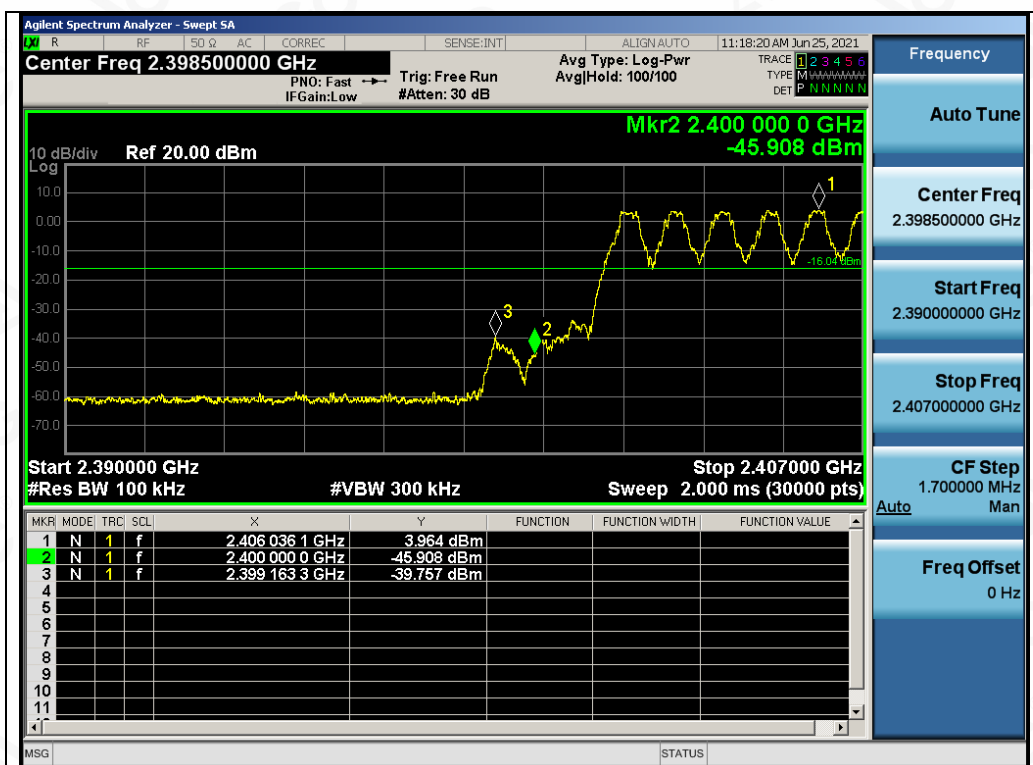 Agilent Spectrum Analyzer - Swept SA
LXI R RF 50 Ω AC CORREC SENSE:INT ALIGN AUTO 11:18:20 AM Jun 25, 2021
Center Freq 2.398500000 GHz
PNO: Fast
IFGain:Low
Trig: Free Run
#Atten: 30 dB
Avg Type: Log-Pwr
Avg|Hold: 100/100
TRACE 1 2 3 4 5 6
TYPE M
DET P N N N N N
Mkr2 2.400 000 0 GHz
-45.908 dBm
10 dB/div Ref 20.00 dBm
Log
10.0
0.00
-10.0
-20.0
-30.0
-40.0
-50.0
-60.0
-70.0
1
-16.04 dBm
3
2
Start 2.390000 GHz Stop 2.407000 GHz
#Res BW 100 kHz #VBW 300 kHz Sweep 2.000 ms (30000 pts)
MKR MODE TRC SCL X Y FUNCTION FUNCTION WIDTH FUNCTION VALUE
1 N 1 f 2.406 036 1 GHz 3.964 dBm
2 N 1 f 2.400 000 0 GHz -45.908 dBm
3 N 1 f 2.399 163 3 GHz -39.757 dBm
4
5
6
7
8
9
10
11
MSG STATUS
Frequency
Auto Tune
Center Freq
2.398500000 GHz
Start Freq
2.390000000 GHz
Stop Freq
2.407000000 GHz
CF Step
1.700000 MHz
Auto Man
Freq Offset
0 Hz